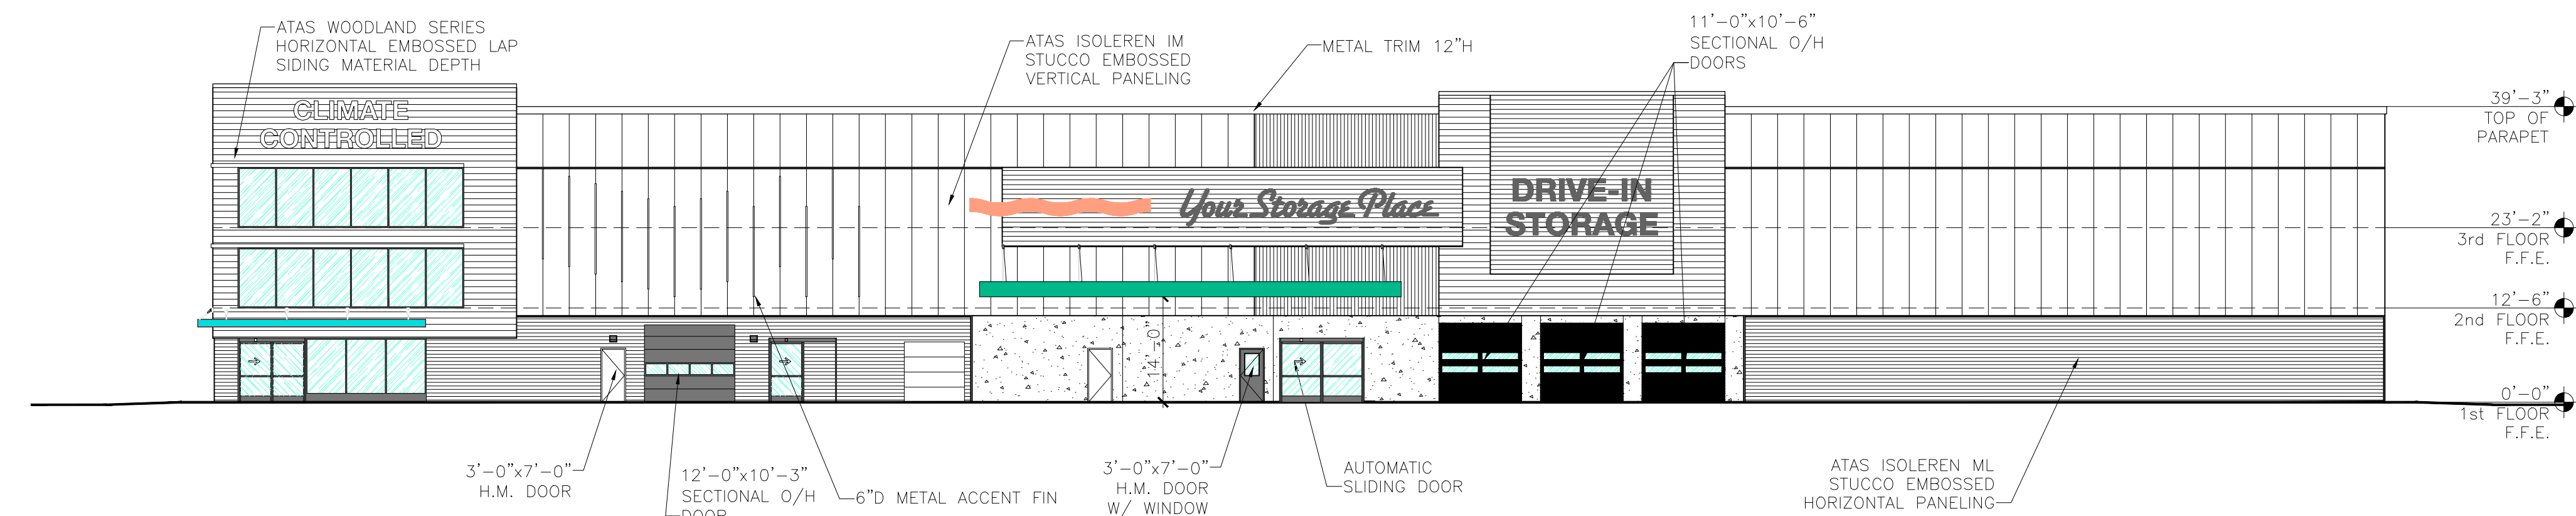 ATAS WOODLAND SERIES
HORIZONTAL EMBOSSED LAP
SIDING MATERIAL DEPTH
ATAS ISOLEREN IM
STUCCO EMBOSSED
VERTICAL PANELING
METAL TRIM 12"H
11'-0"x10'-6"
SECTIONAL O/H
DOORS
CLIMATE
CONTROLLED
Your Storage Place
DRIVE-IN
STORAGE
39'-3"
TOP OF
PARAPET
23'-2"
3rd FLOOR
F.F.E.
12'-6"
2nd FLOOR
F.F.E.
0'-0"
1st FLOOR
F.F.E.
14'-0"
3'-0"x7'-0"
H.M. DOOR
12'-0"x10'-3"
SECTIONAL O/H
DOOR
6"D METAL ACCENT FIN
3'-0"x7'-0"
H.M. DOOR
W/ WINDOW
AUTOMATIC
SLIDING DOOR
ATAS ISOLEREN ML
STUCCO EMBOSSED
HORIZONTAL PANELING